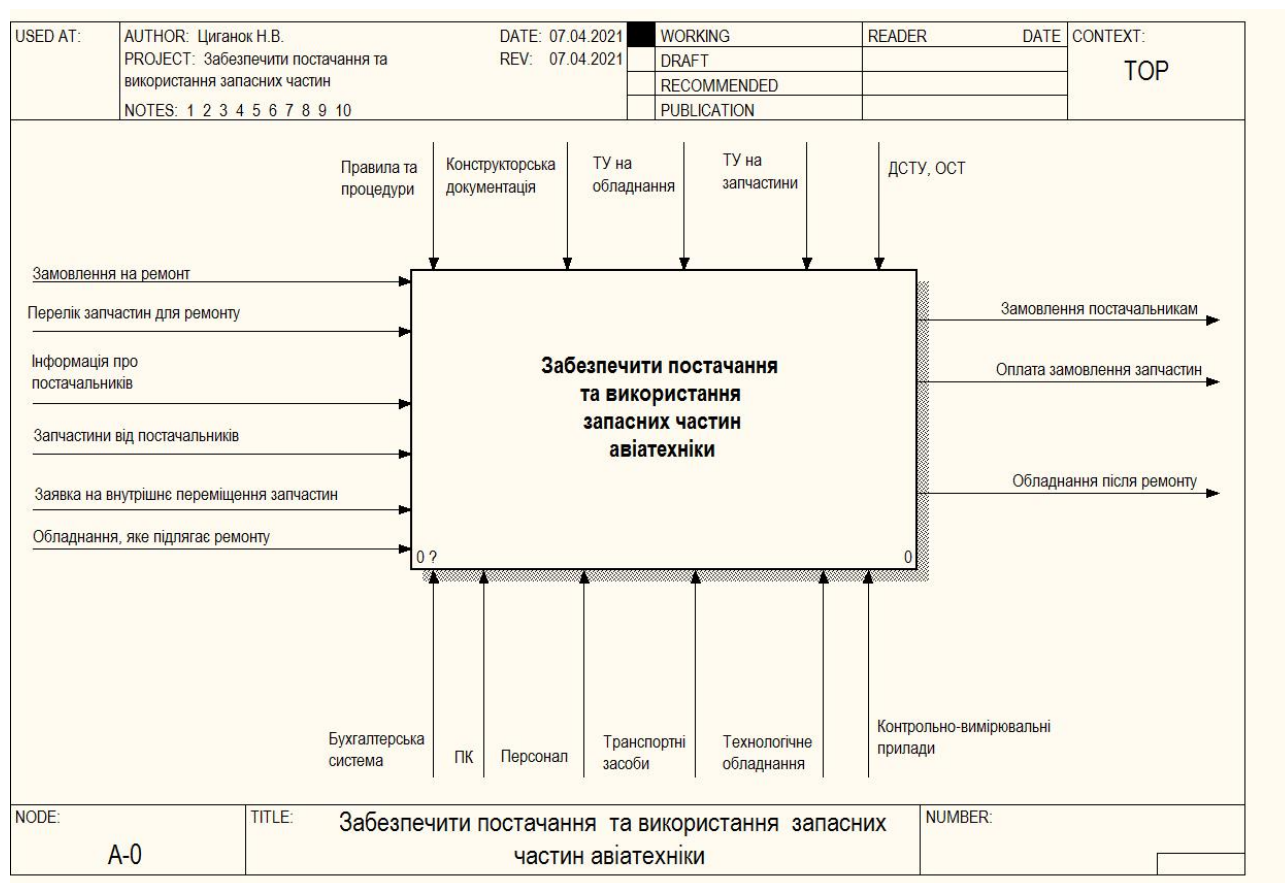 USED AT:
AUTHOR: Циганок Н.В.
DATE: 07.04.2021
PROJECT: Забезпечити постачання та
використання запасних частин
REV: 07.04.2021
NOTES: 1 2 3 4 5 6 7 8 9 10
WORKING
DRAFT
RECOMMENDED
PUBLICATION
READER
DATE
CONTEXT:
TOP
Правила та
процедури
Конструкторська
документація
ТУ на
обладнання
ТУ на
запчастини
ДСТУ, ОСТ
Замовлення на ремонт
Перелік запчастин для ремонту
Інформація про
постачальників
Запчастини від постачальників
Заявка на внутрішнє переміщення запчастин
Обладнання, яке підлягає ремонту
Забезпечити постачання
та використання
запасних частин
авіатехніки
0 ?
0
Замовлення постачальникам
Оплата замовлення запчастин
Обладнання після ремонту
Бухгалтерська
система
ПК
Персонал
Транспортні
засоби
Технологічне
обладнання
Контрольно-вимірювальні
прилади
NODE:
A-0
TITLE:
Забезпечити постачання та використання запасних
частин авіатехніки
NUMBER: